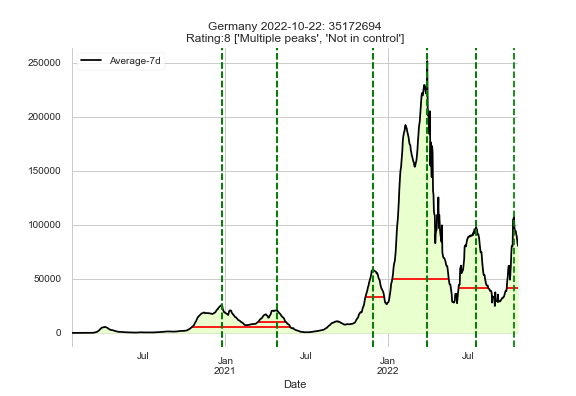 Germany 2022-10-22: 35172694
Rating:8 ['Multiple peaks', 'Not in control']
Average-7d
250000
200000
150000
100000
50000
0
Jul
Jan
2021
Jul
Jan
2022
Jul
Date